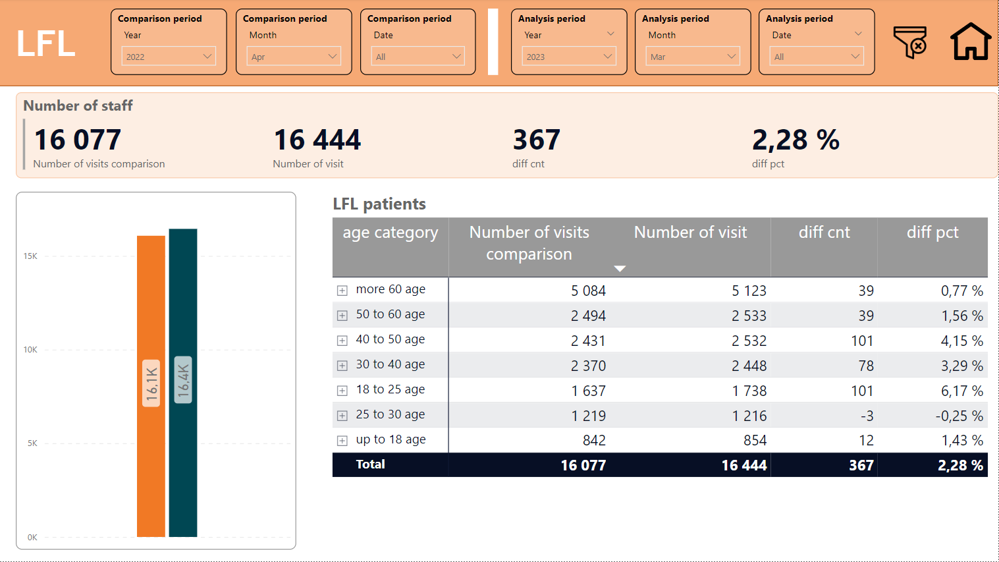 LFL
Comparison period
Year
2022
Comparison period
Month
Apr
Comparison period
Date
All
Analysis period
Year
2023
Analysis period
Month
Mar
Analysis period
Date
All
Number of staff
16 077
Number of visits comparison
16 444
Number of visit
367
diff cnt
2,28 %
diff pct
15K
10K
5K
0K
16,1K
16,4K
LFL patients
age category Number of visits Number of visit diff cnt diff pct
comparison
more 60 age 5 084 5 123 39 0,77 %
50 to 60 age 2 494 2 533 39 1,56 %
40 to 50 age 2 431 2 532 101 4,15 %
30 to 40 age 2 370 2 448 78 3,29 %
18 to 25 age 1 637 1 738 101 6,17 %
25 to 30 age 1 219 1 216 -3 -0,25 %
up to 18 age 842 854 12 1,43 %
Total 16 077 16 444 367 2,28 %